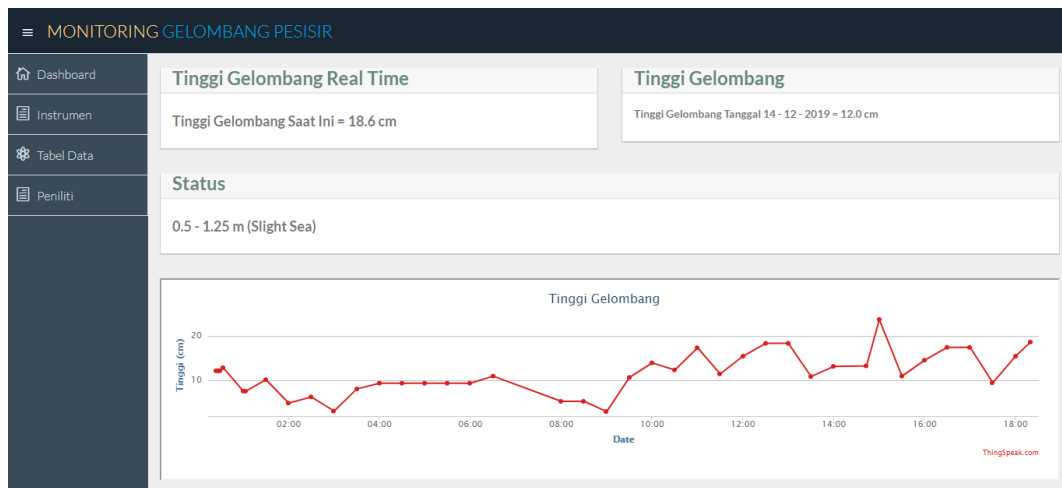 ≡ MONITORING GELOMBANG PESISIR
Dashboard
Instrumen
Tabel Data
Peniliti
Tinggi Gelombang Real Time
Tinggi Gelombang Saat Ini = 18.6 cm
Tinggi Gelombang
Tinggi Gelombang Tanggal 14 - 12 - 2019 = 12.0 cm
Status
0.5 - 1.25 m (Slight Sea)
Tinggi Gelombang
Tinggi (cm)
20
10
02:00 04:00 06:00 08:00 10:00 12:00 14:00 16:00 18:00
Date
ThingSpeak.com